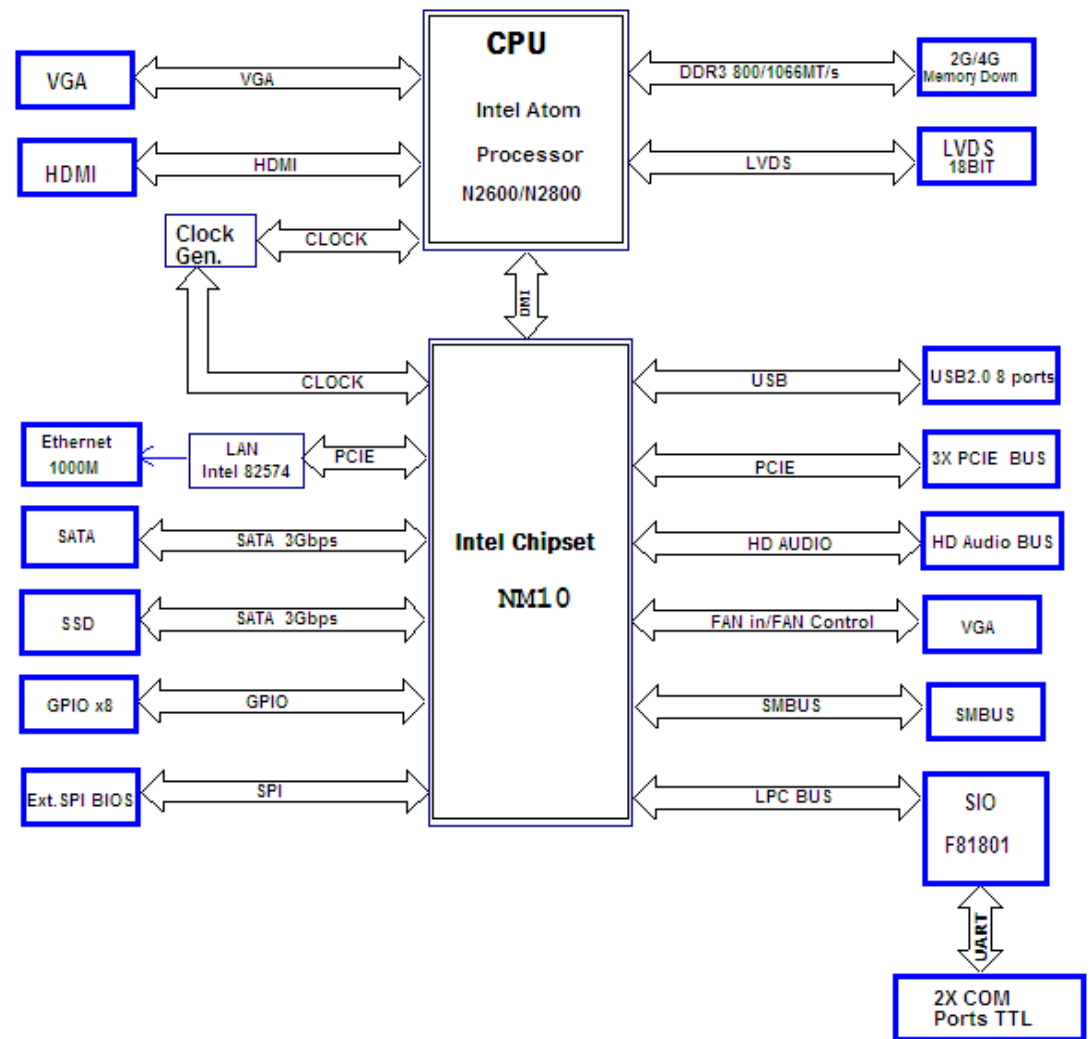 CPU
Intel Atom
Processor
N2600/N2800
VGA
VGA
HDMI
HDMI
Clock
Gen.
CLOCK
DDR3 800/1066MT/s
2G/4G
Memory Down
LVDS
LVDS
18BIT
DMI
CLOCK
Ethernet
1000M
LAN
Intel 82574
PCIE
SATA
SATA 3Gbps
SSD
SATA 3Gbps
GPIO x8
GPIO
Ext.SPI BIOS
SPI
Intel Chipset
NM10
USB
USB2.0 8 ports
PCIE
3X PCIE BUS
HD AUDIO
HD Audio BUS
FAN in/FAN Control
VGA
SMBUS
SMBUS
LPC BUS
SIO
F81801
UART
2X COM
Ports TTL